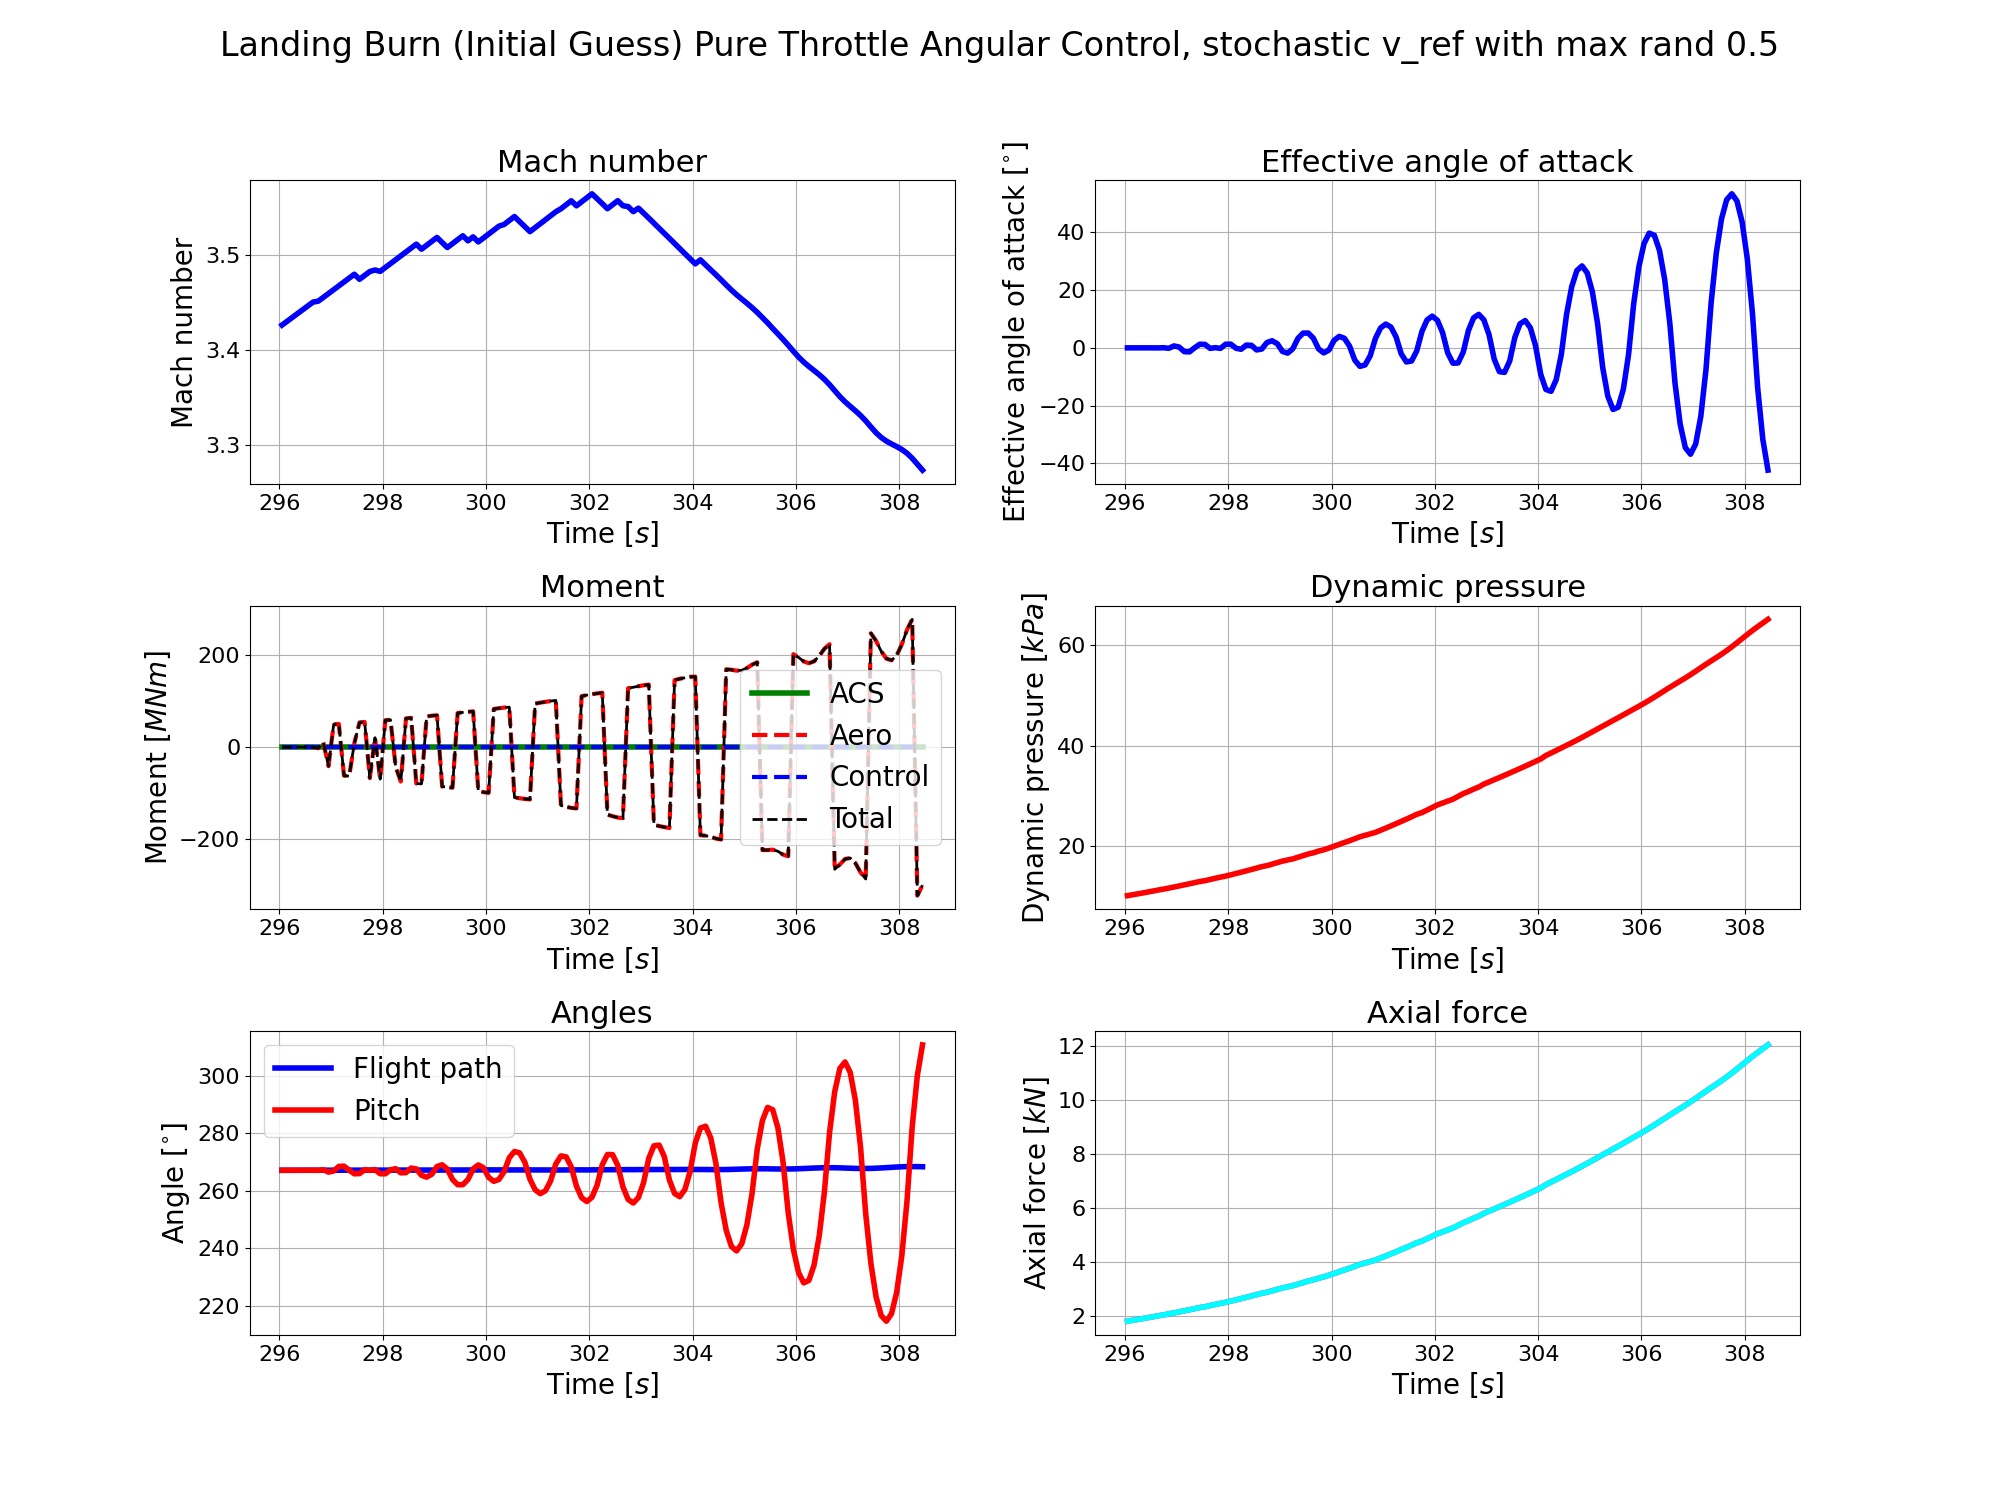 Landing Burn (Initial Guess) Pure Throttle Angular Control, stochastic v_ref with max rand 0.5
Mach number
Mach number
3.5
3.4
3.3
296 298 300 302 304 306 308
Time [s]
Effective angle of attack
Effective angle of attack [°]
40
20
0
−20
−40
296 298 300 302 304 306 308
Time [s]
Moment
Moment [MNm]
200
0
−200
ACS
Aero
Control
Total
296 298 300 302 304 306 308
Time [s]
Dynamic pressure
Dynamic pressure [kPa]
60
40
20
296 298 300 302 304 306 308
Time [s]
Angles
Angle [°]
300
280
260
240
220
Flight path
Pitch
296 298 300 302 304 306 308
Time [s]
Axial force
Axial force [kN]
12
10
8
6
4
2
296 298 300 302 304 306 308
Time [s]